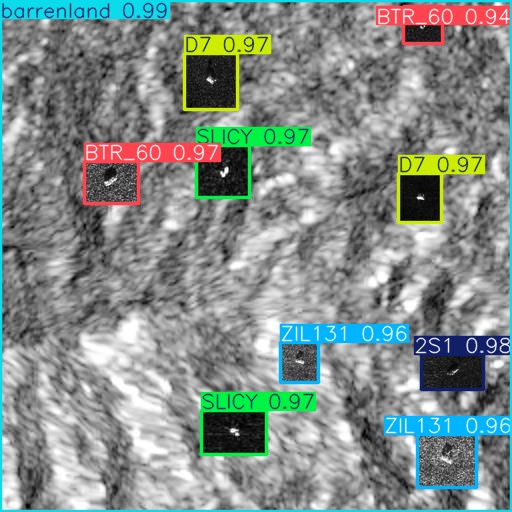 barrenland 0.99
BTR_60 0.94
D7 0.97
SLICY 0.97
BTR_60 0.97
D7 0.97
ZIL131 0.96
2S1 0.98
SLICY 0.97
ZIL131 0.96